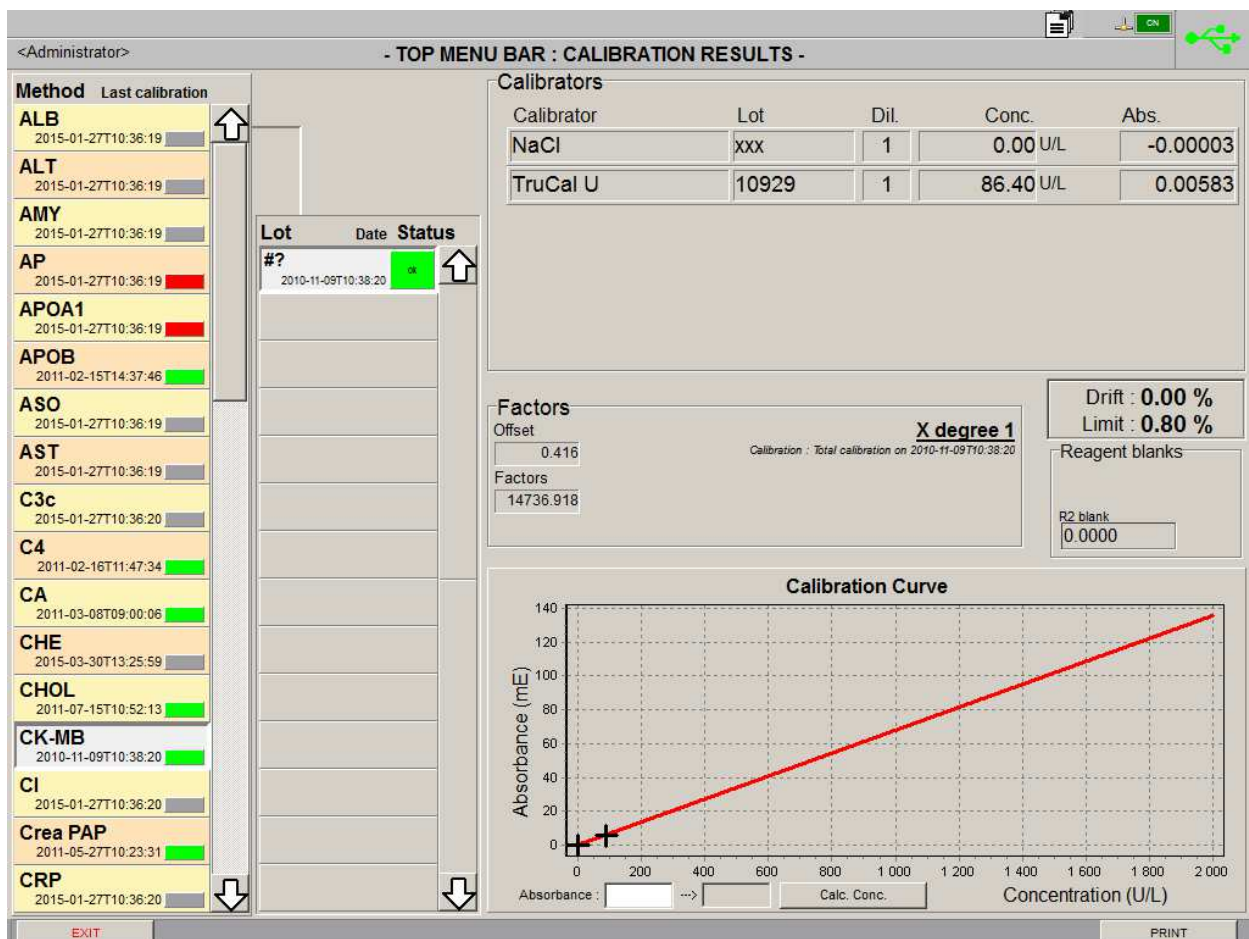 CN
<Administrator>
- TOP MENU BAR : CALIBRATION RESULTS -
Method Last calibration
ALB
2015-01-27T10:36:19
ALT
2015-01-27T10:36:19
AMY
2015-01-27T10:36:19
AP
2015-01-27T10:36:19
APOA1
2015-01-27T10:36:19
APOB
2011-02-15T14:37:46
ASO
2015-01-27T10:36:19
AST
2015-01-27T10:36:19
C3c
2015-01-27T10:36:20
C4
2011-02-16T11:47:34
CA
2011-03-08T09:00:06
CHE
2015-03-30T13:25:59
CHOL
2011-07-15T10:52:13
CK-MB
2010-11-09T10:38:20
Cl
2015-01-27T10:36:20
Crea PAP
2011-05-27T10:23:31
CRP
2015-01-27T10:36:20
Lot Date Status
#?
2010-11-09T10:38:20 ok
Calibrators
Calibrator Lot Dil. Conc. Abs.
NaCl xxx 1 0.00 U/L -0.00003
TruCal U 10929 1 86.40 U/L 0.00583
Factors
Offset
0.416
Factors
14736.918
X degree 1
Calibration : Total calibration on 2010-11-09T10:38:20
Drift : 0.00 %
Limit : 0.80 %
Reagent blanks
R2 blank
0.0000
Calibration Curve
Absorbance (mE)
140
120
100
80
60
40
20
0
0 200 400 600 800 1 000 1 200 1 400 1 600 1 800 2 000
Absorbance : ---> Calc. Conc. Concentration (U/L)
EXIT PRINT